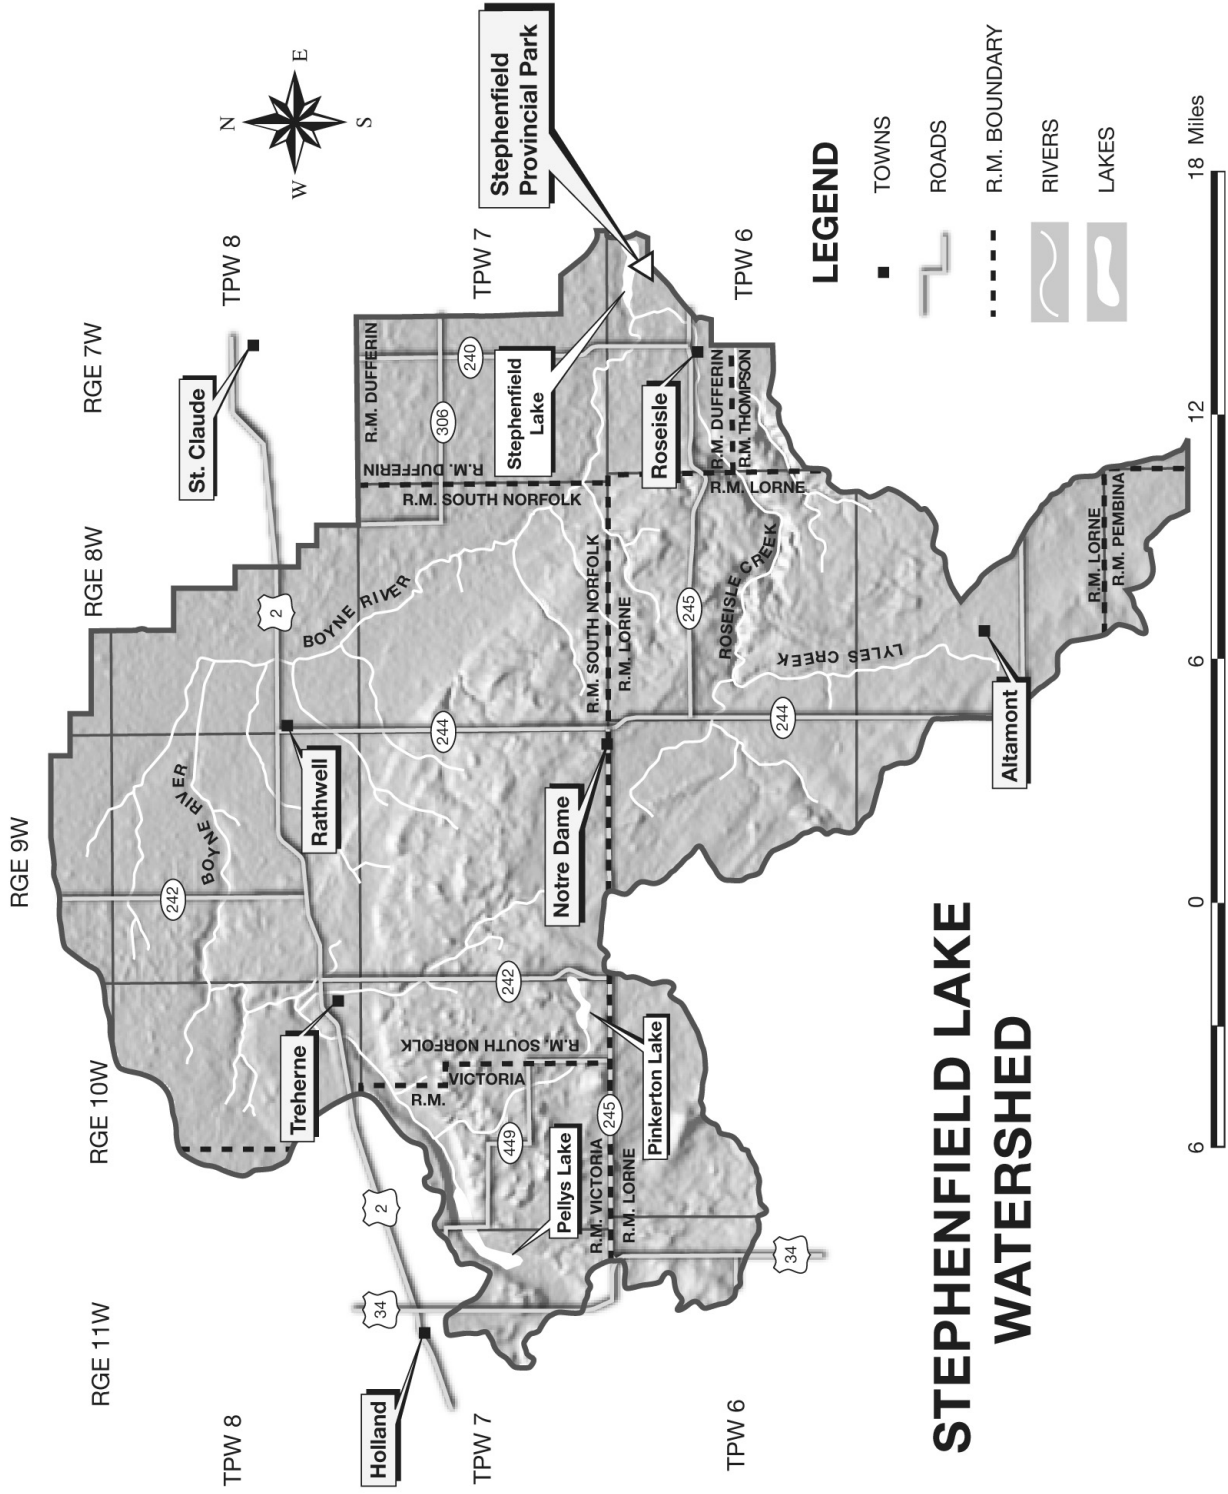 RGE 11W
RGE 10W
RGE 9W
RGE 8W
RGE 7W
N
E
S
W
TPW 8
TPW 8
TPW 7
TPW 7
TPW 6
TPW 6
St. Claude
Rathwell
Treherne
Holland
Notre Dame
Roseisle
Altamont
Stephenfield
Provincial Park
Stephenfield
Lake
Pinkerton Lake
Pellys Lake
BOYNE RIVER
BOYNE RIVER
ROSEISLE CREEK
LYLES CREEK
R.M. DUFFERIN
R.M. DUFFERIN
R.M. SOUTH NORFOLK
R.M. SOUTH NORFOLK
R.M. LORNE
R.M. DUFFERIN
R.M. THOMPSON
R.M. LORNE
R.M. LORNE
R.M. PEMBINA
R.M. SOUTH NORFOLK
R.M. VICTORIA
R.M. VICTORIA
R.M. LORNE
2
2
34
34
242
242
244
244
245
245
240
306
449
STEPHENFIELD LAKE
WATERSHED
LEGEND
TOWNS
ROADS
R.M. BOUNDARY
RIVERS
LAKES
6 0 6 12 18 Miles